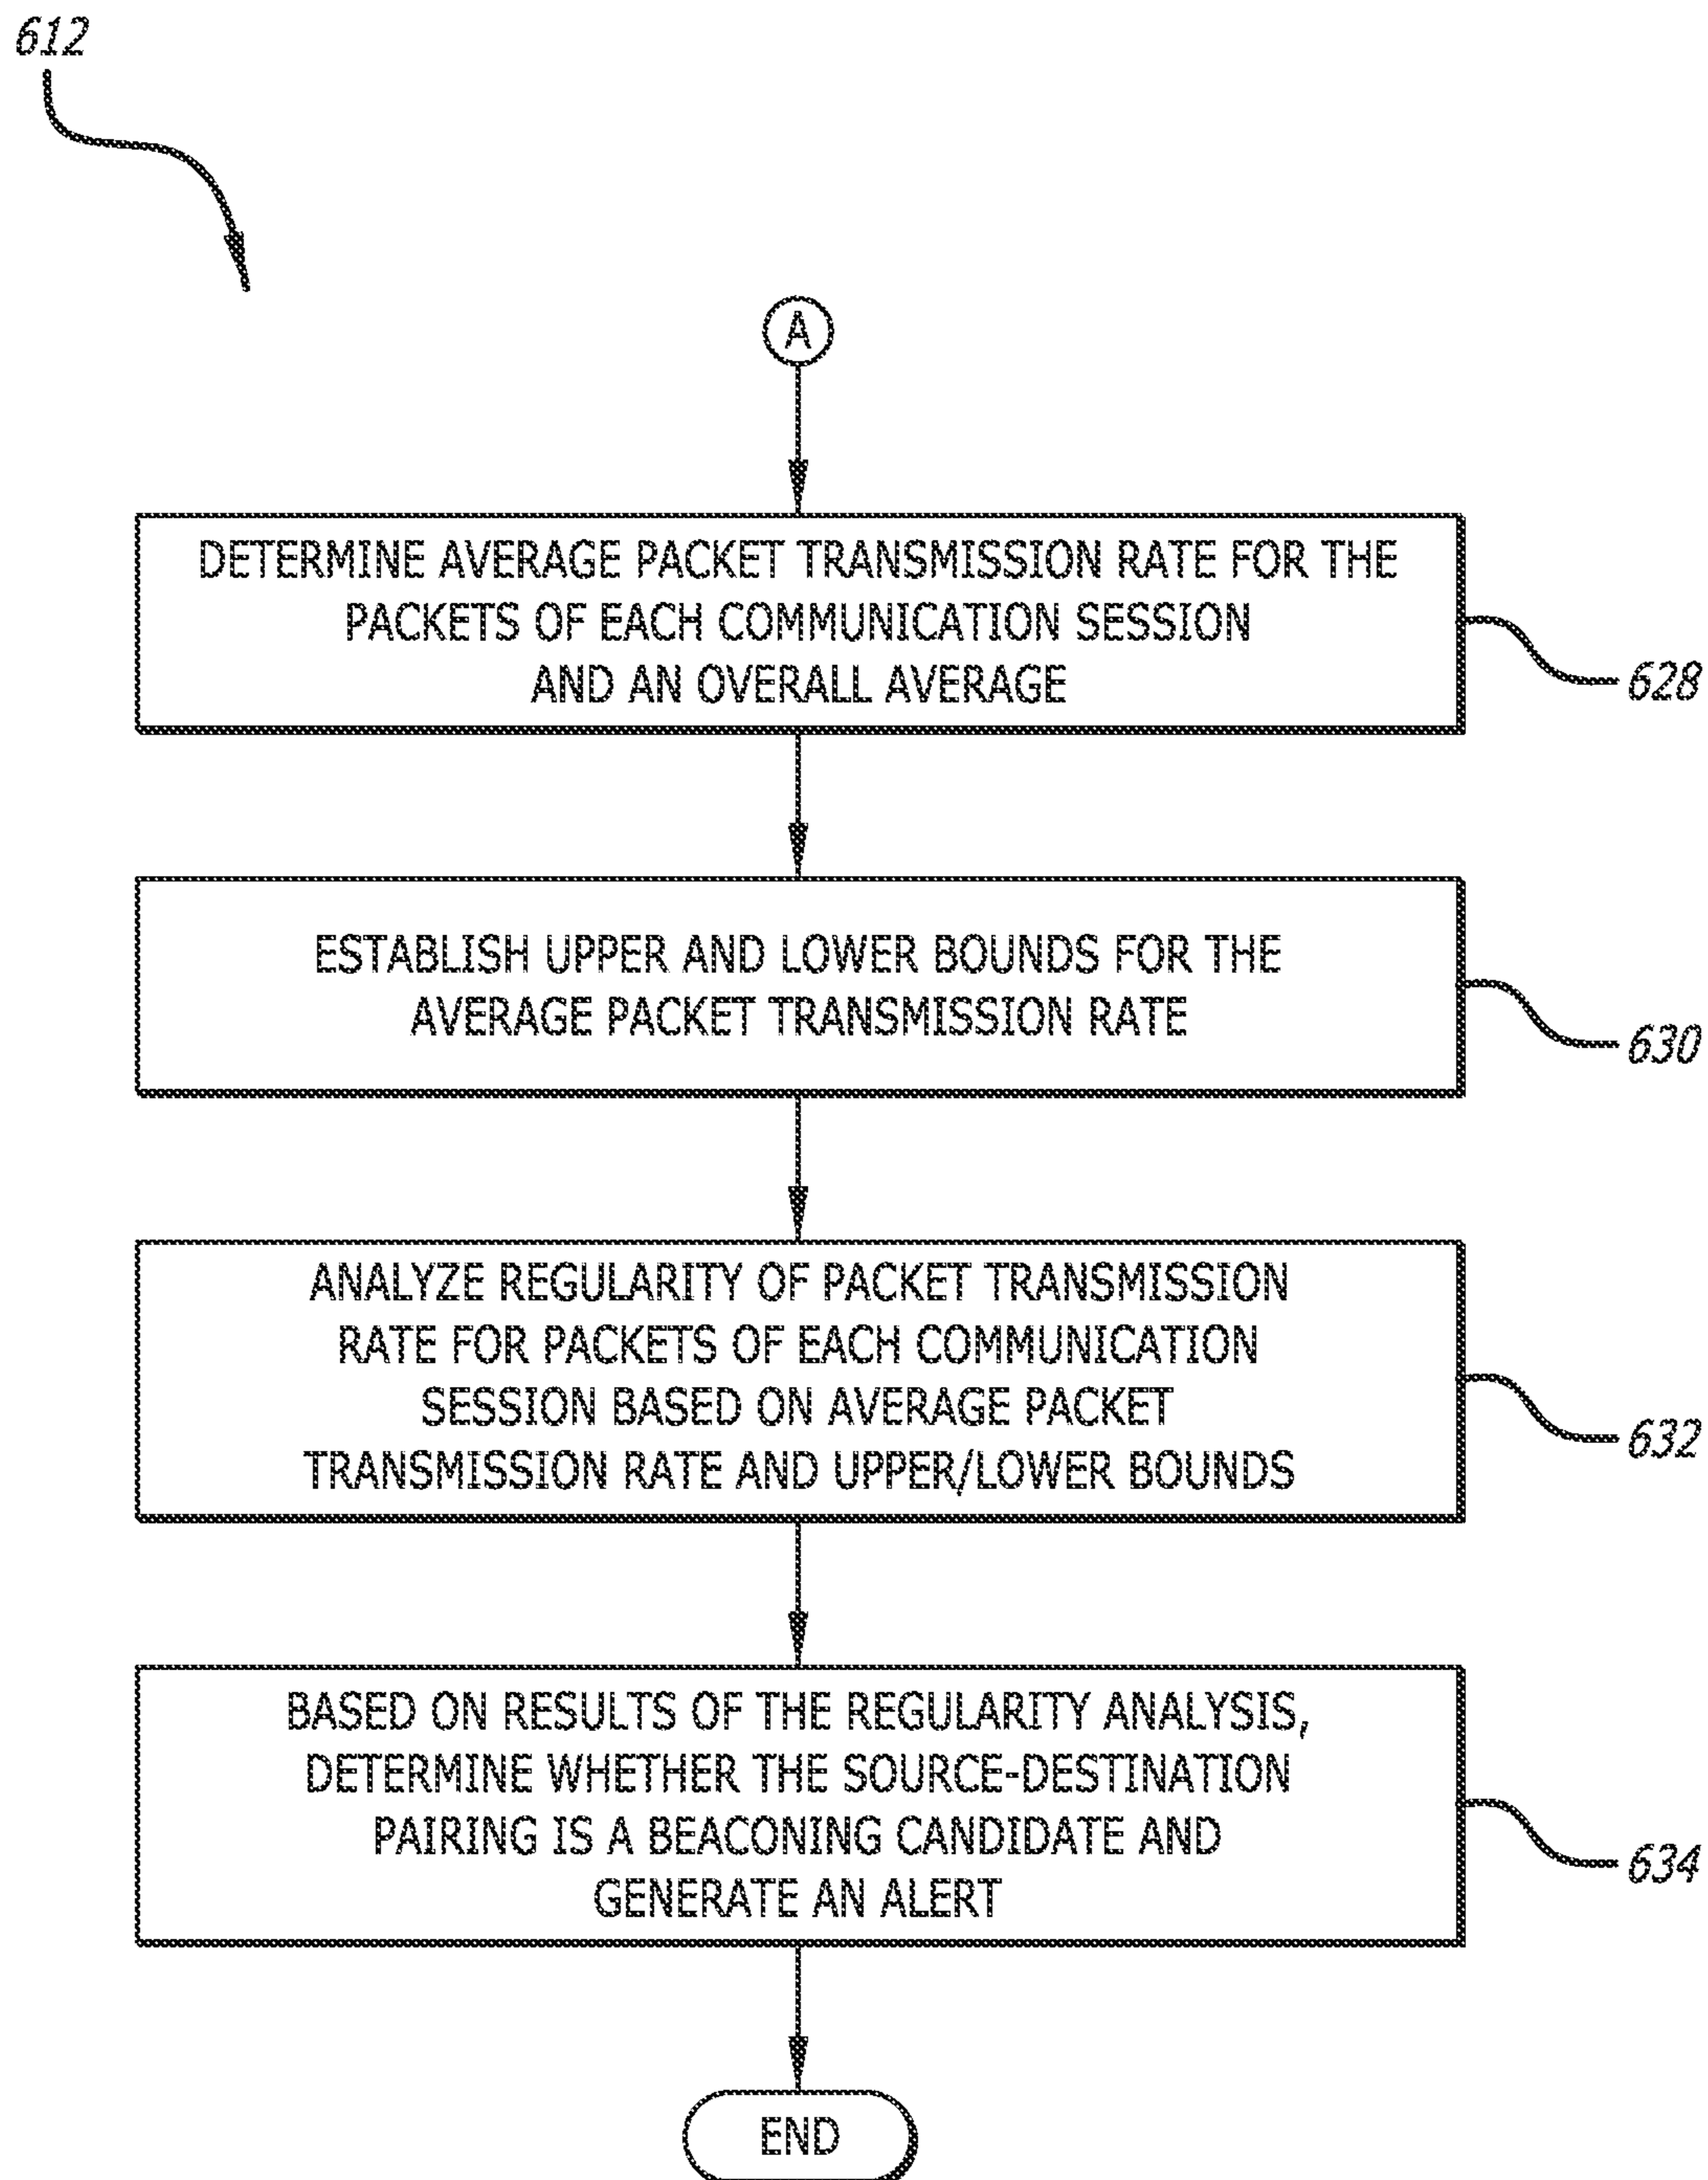 612
A
DETERMINE AVERAGE PACKET TRANSMISSION RATE FOR THE
PACKETS OF EACH COMMUNICATION SESSION
AND AN OVERALL AVERAGE
628
ESTABLISH UPPER AND LOWER BOUNDS FOR THE
AVERAGE PACKET TRANSMISSION RATE
630
ANALYZE REGULARITY OF PACKET TRANSMISSION
RATE FOR PACKETS OF EACH COMMUNICATION
SESSION BASED ON AVERAGE PACKET
TRANSMISSION RATE AND UPPER/LOWER BOUNDS
632
BASED ON RESULTS OF THE REGULARITY ANALYSIS,
DETERMINE WHETHER THE SOURCE-DESTINATION
PAIRING IS A BEACONING CANDIDATE AND
GENERATE AN ALERT
634
END